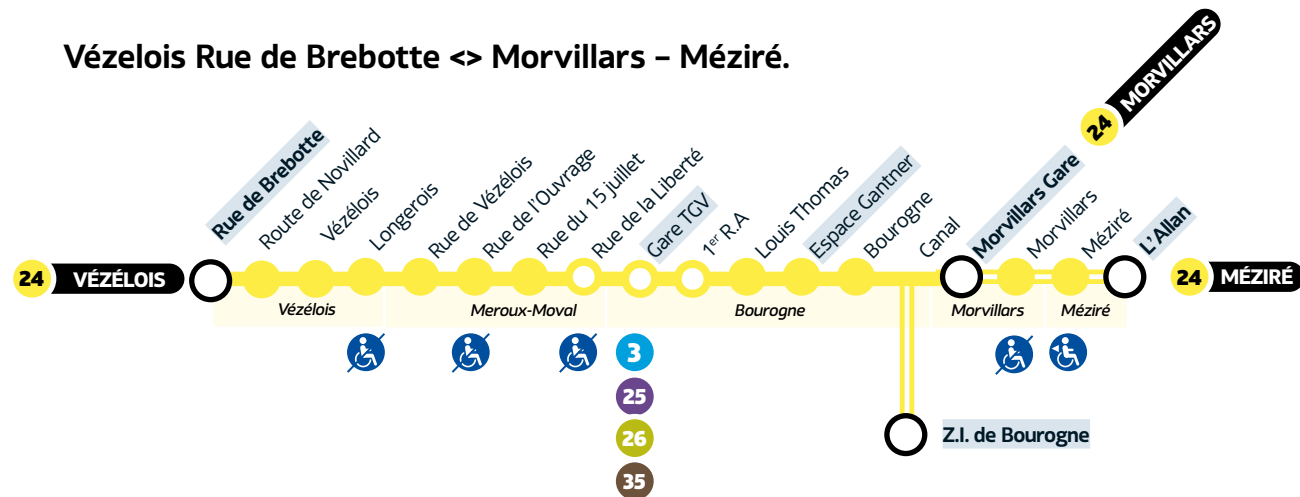 Vézelois Rue de Brebotte <> Morvillars – Méziré.
24 MORVILLARS
Rue de Brebotte
Route de Novillard
Vézélois
Longerois
Rue de Vézélois
Rue de l'Ouvrage
Rue du 15 juillet
Rue de la Liberté
Gare TGV
1er R.A
Louis Thomas
Espace Gantner
Bourogne
Canal
Morvillars Gare
Morvillars
Méziré
L'Allan
24 VÉZÉLOIS
24 MÉZIRÉ
Vézélois
Meroux-Moval
Bourogne
Morvillars
Méziré
3
25
26
35
Z.I. de Bourogne